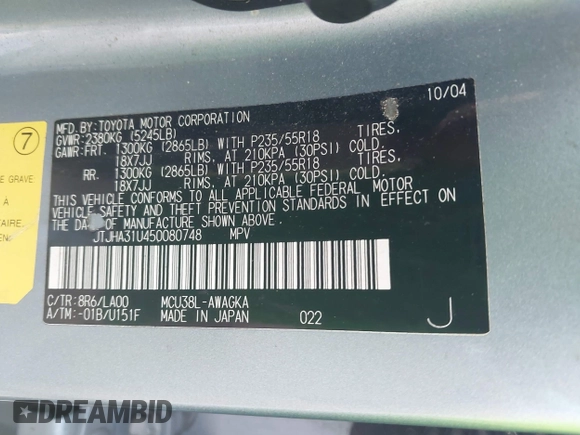 10/04
MFD.BY:TOYOTA MOTOR CORPORATION
GVWR:2380KG (5245LB)
GAWR:FRT. 1300KG (2865LB) WITH P235/55R18 TIRES,
18X7JJ RIMS, AT 210KPA (30PSI) COLD.
RR. 1300KG (2865LB) WITH P235/55R18 TIRES,
18X7JJ RIMS, AT 210KPA (30PSI) COLD.
THIS VEHICLE CONFORMS TO ALL APPLICABLE FEDERAL MOTOR
VEHICLE SAFETY AND THEFT PREVENTION STANDARDS IN EFFECT ON
THE DA OF MANUFACTURE SHOWN ABOVE.
JTJHA31U450080748 MPV
C/TR: 8R6/LA00 MCU38L-AWAGKA
A/TM: -01B/U151F MADE IN JAPAN 022 J
7
E GRAVE
À
TAIRE.
DREAMBID